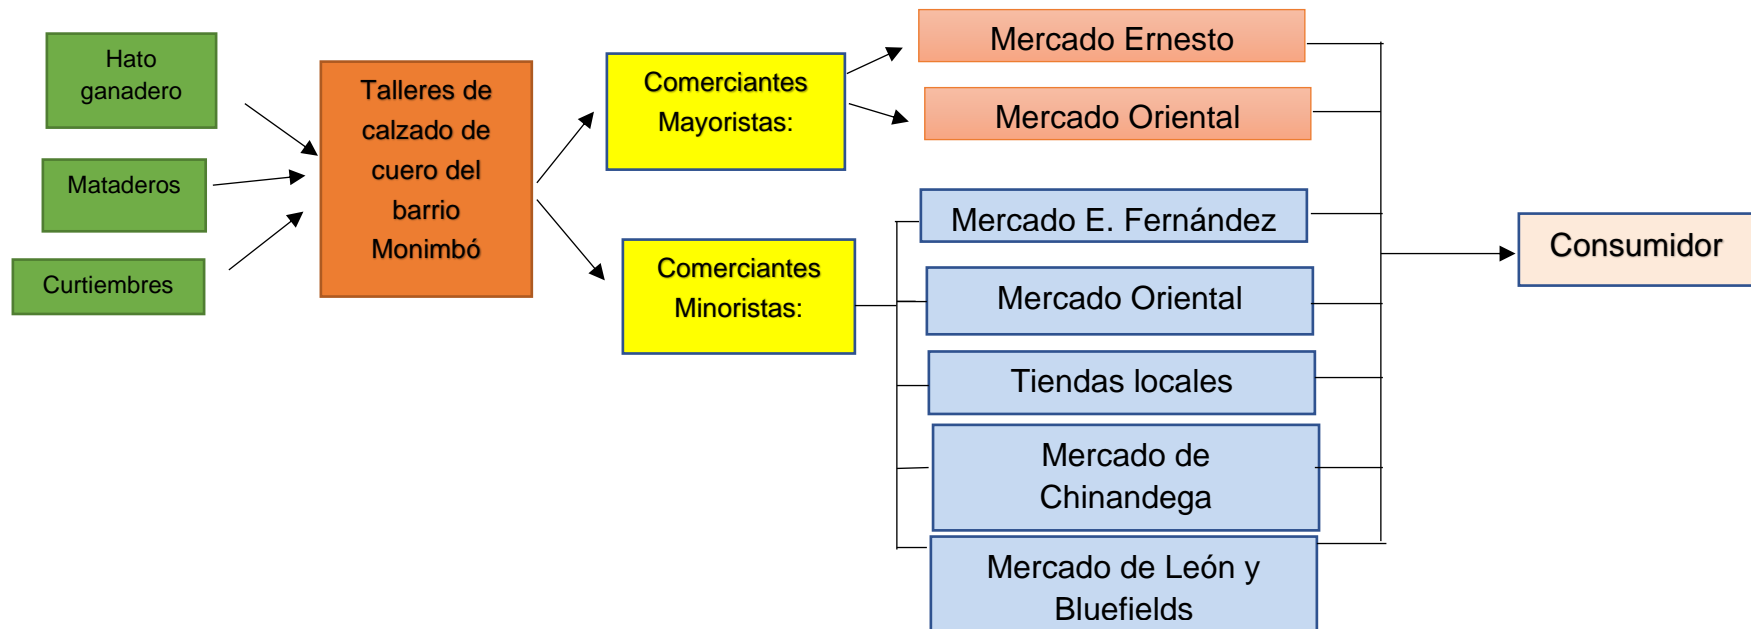 Hato
ganadero
Mataderos
Curtiembres
Talleres de
calzado de
cuero del
barrio
Monimbó
Comerciantes
Mayoristas:
Comerciantes
Minoristas:
Mercado Ernesto
Mercado Oriental
Mercado E. Fernández
Mercado Oriental
Tiendas locales
Mercado de
Chinandega
Mercado de León y
Bluefields
Consumidor